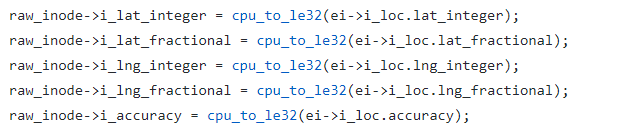 raw_inode->i_lat_integer = cpu_to_le32(ei->i_loc.lat_integer);
raw_inode->i_lat_fractional = cpu_to_le32(ei->i_loc.lat_fractional);
raw_inode->i_lng_integer = cpu_to_le32(ei->i_loc.lng_integer);
raw_inode->i_lng_fractional = cpu_to_le32(ei->i_loc.lng_fractional);
raw_inode->i_accuracy = cpu_to_le32(ei->i_loc.accuracy);